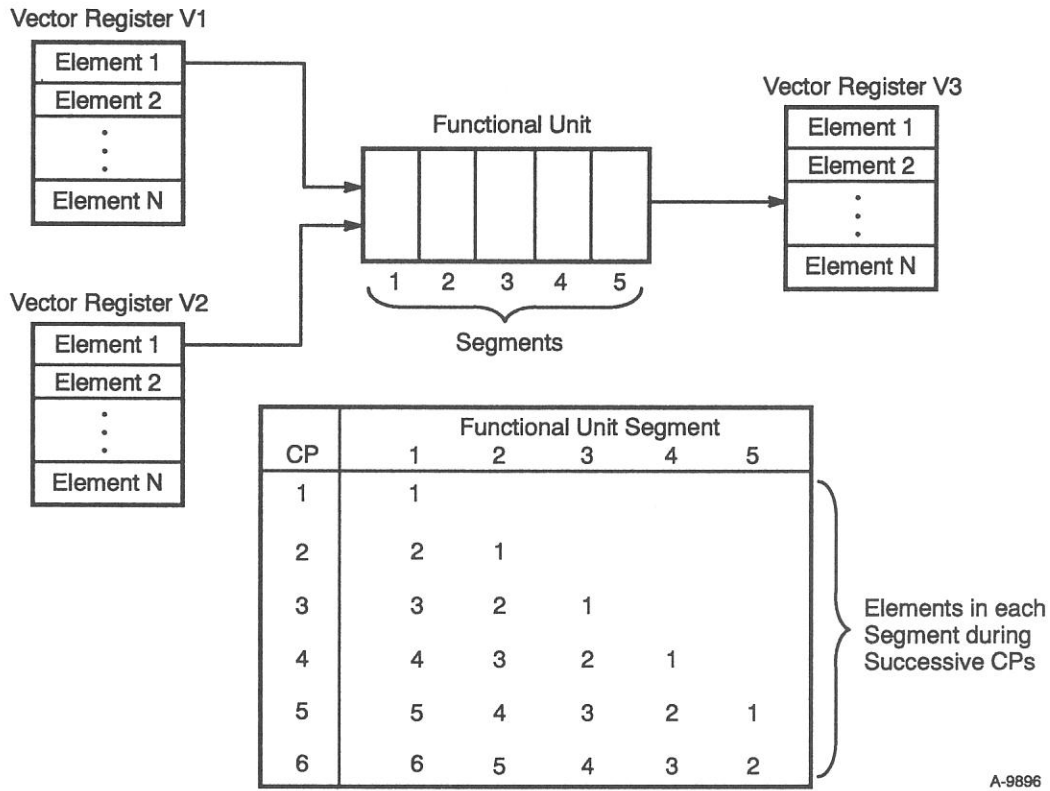 Vector Register V1
Element 1
Element 2
Element N
Vector Register V2
Element 1
Element 2
Element N
Functional Unit
1 2 3 4 5
Segments
Vector Register V3
Element 1
Element 2
Element N
Functional Unit Segment
CP 1 2 3 4 5
1 1
2 2 1
3 3 2 1
4 4 3 2 1
5 5 4 3 2 1
6 6 5 4 3 2
Elements in each
Segment during
Successive CPs
A-9896